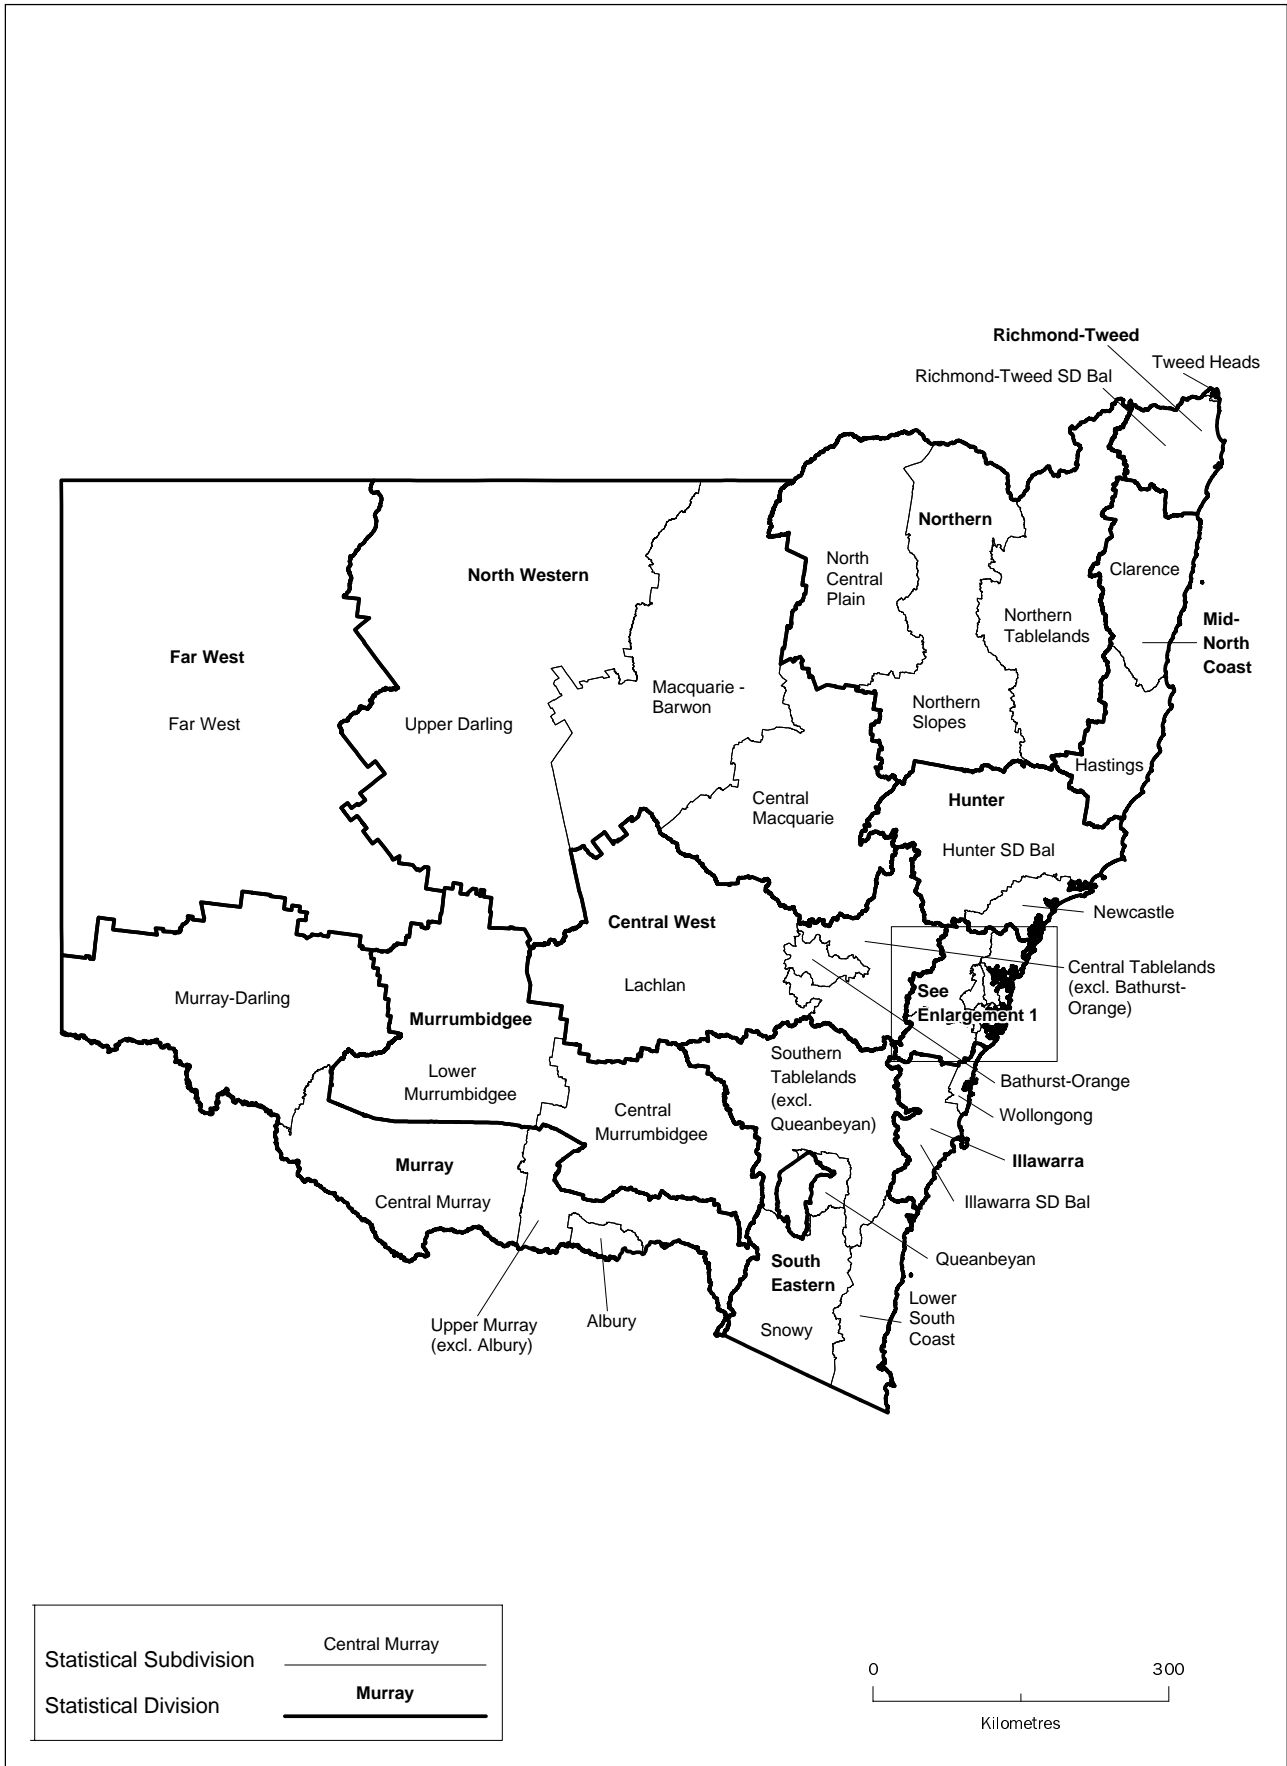 Richmond-Tweed
Tweed Heads
Richmond-Tweed SD Bal
Northern
North
Central
Plain
North Western
Clarence
Northern
Tablelands
Mid-
North
Coast
Far West
Far West
Macquarie -
Barwon
Upper Darling
Northern
Slopes
Hastings
Central
Macquarie
Hunter
Hunter SD Bal
Newcastle
Central West
Lachlan
Central Tablelands
(excl. Bathurst-
Orange)
See
Enlargement 1
Murray-Darling
Murrumbidgee
Lower
Murrumbidgee
Southern
Tablelands
(excl.
Queanbeyan)
Bathurst-Orange
Wollongong
Central
Murrumbidgee
Illawarra
Murray
Central Murray
Illawarra SD Bal
Queanbeyan
South
Eastern
Lower
South
Coast
Snowy
Albury
Upper Murray
(excl. Albury)
Statistical Subdivision
Central Murray
Statistical Division
Murray
0 300
Kilometres